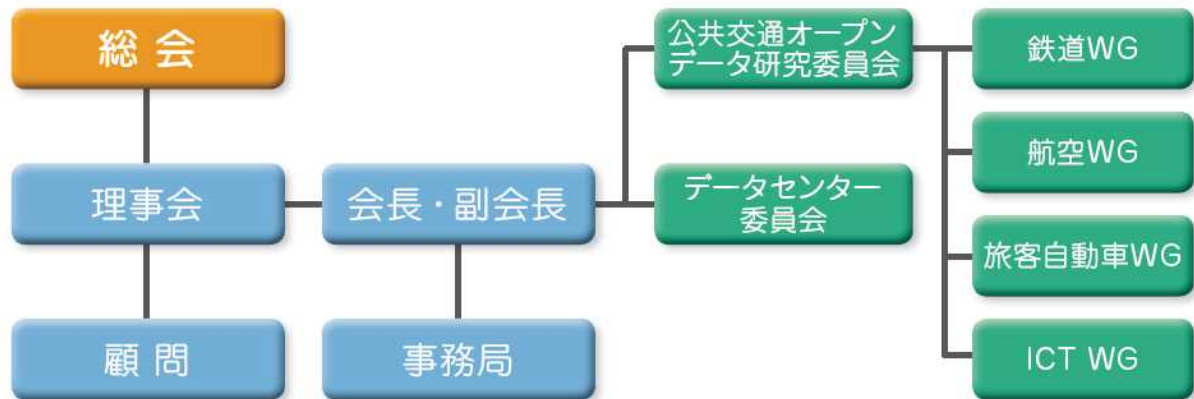 総会
公共交通オープン
データ研究委員会
鉄道WG
航空WG
理事会
会長・副会長
データセンター
委員会
旅客自動車WG
顧問
事務局
ICT WG